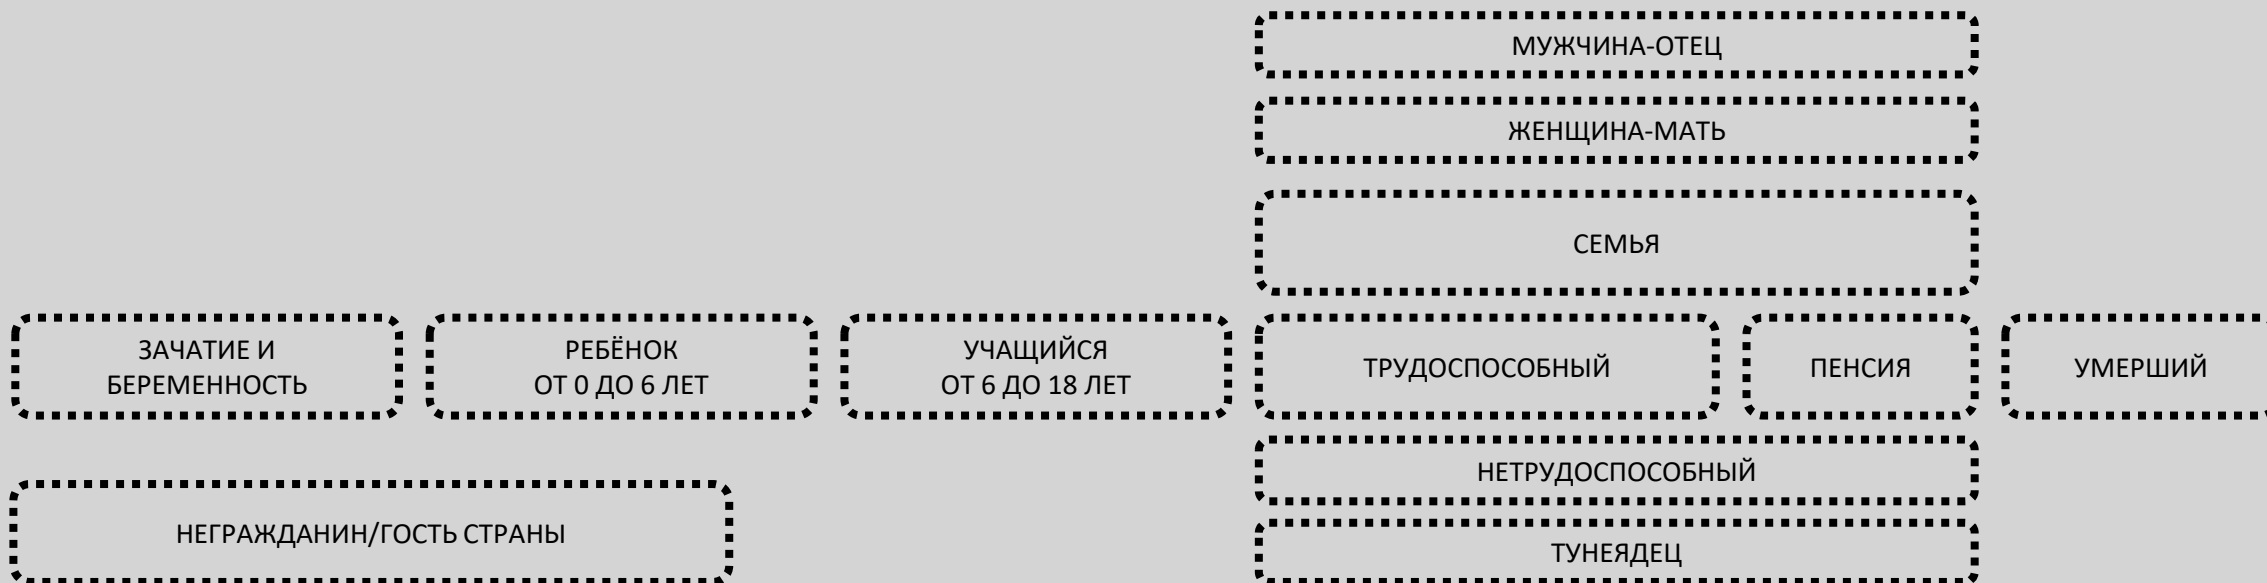 МУЖЧИНА-ОТЕЦ
ЖЕНЩИНА-МАТЬ
СЕМЬЯ
ЗАЧАТИЕ И
БЕРЕМЕННОСТЬ
РЕБЁНОК
ОТ 0 ДО 6 ЛЕТ
УЧАЩИЙСЯ
ОТ 6 ДО 18 ЛЕТ
ТРУДОСПОСОБНЫЙ
ПЕНСИЯ
УМЕРШИЙ
НЕТРУДОСПОСОБНЫЙ
НЕГРАЖДАНИН/ГОСТЬ СТРАНЫ
ТУНЕЯДЕЦ